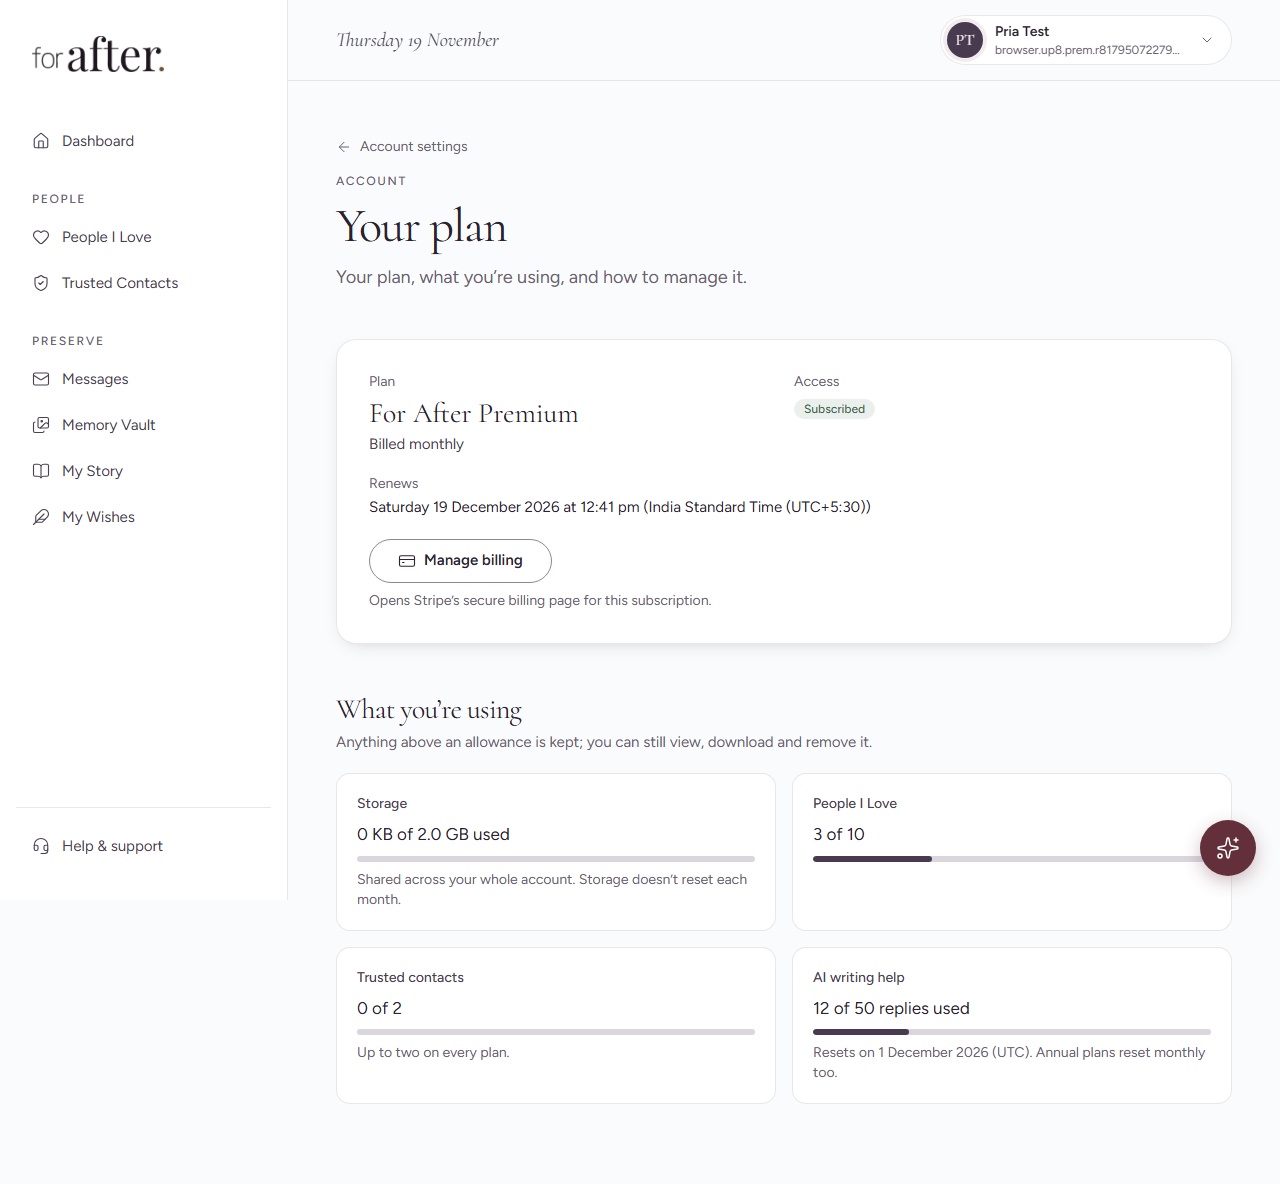 for after.
Thursday 19 November
PT
Pria Test
browser.up8.prem.r81795072279...
Dashboard
PEOPLE
People I Love
Trusted Contacts
PRESERVE
Messages
Memory Vault
My Story
My Wishes
Help & support
Account settings
ACCOUNT
Your plan
Your plan, what you’re using, and how to manage it.
Plan
For After Premium
Billed monthly
Access
Subscribed
Renews
Saturday 19 December 2026 at 12:41 pm (India Standard Time (UTC+5:30))
Manage billing
Opens Stripe’s secure billing page for this subscription.
What you’re using
Anything above an allowance is kept; you can still view, download and remove it.
Storage
0 KB of 2.0 GB used
Shared across your whole account. Storage doesn’t reset each
month.
People I Love
3 of 10
Trusted contacts
0 of 2
Up to two on every plan.
AI writing help
12 of 50 replies used
Resets on 1 December 2026 (UTC). Annual plans reset monthly
too.